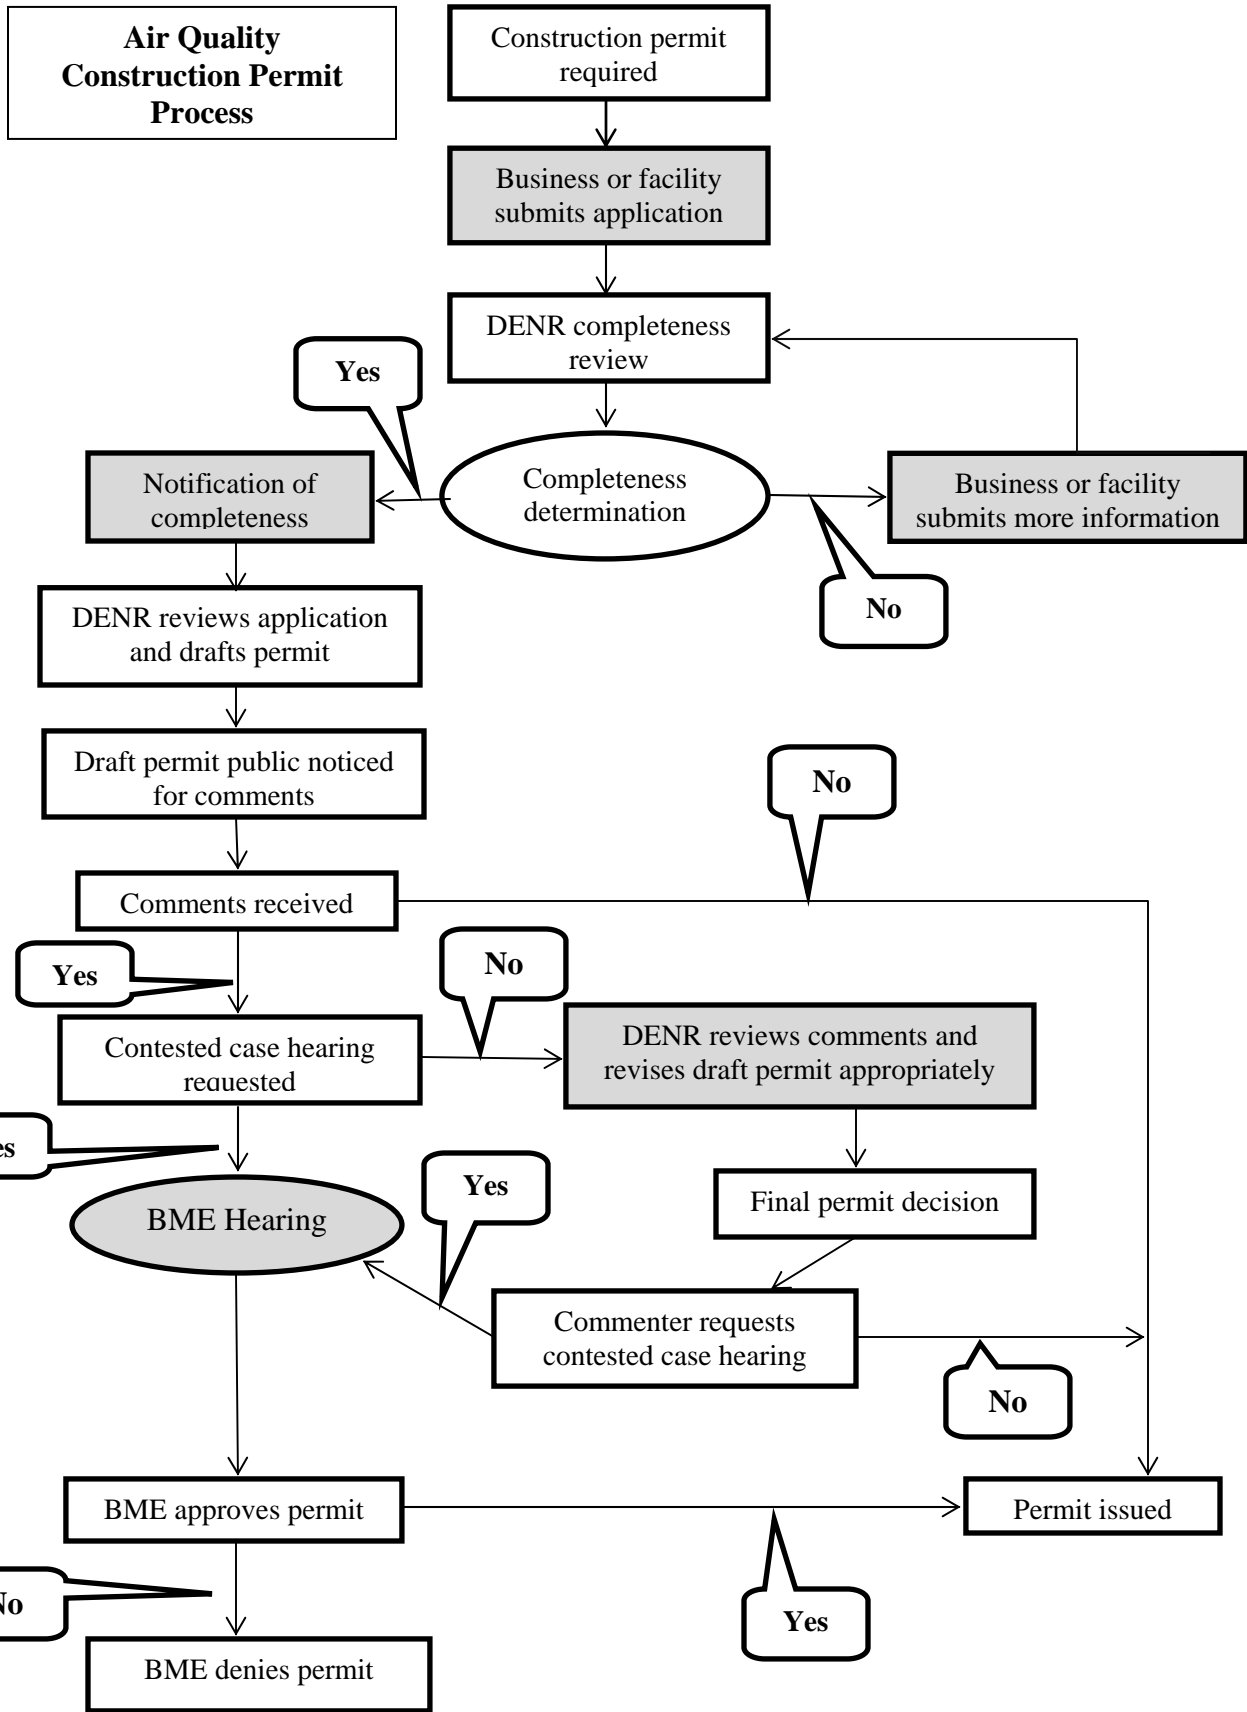 Air Quality
Construction Permit
Process
Construction permit
required
Business or facility
submits application
DENR completeness
review
Yes
Notification of
completeness
Completeness
determination
Business or facility
submits more information
No
DENR reviews application
and drafts permit
Draft permit public noticed
for comments
No
Comments received
Yes
No
Contested case hearing
requested
DENR reviews comments and
revises draft permit appropriately
es
BME Hearing
Yes
Final permit decision
Commenter requests
contested case hearing
No
BME approves permit
Permit issued
No
Yes
BME denies permit